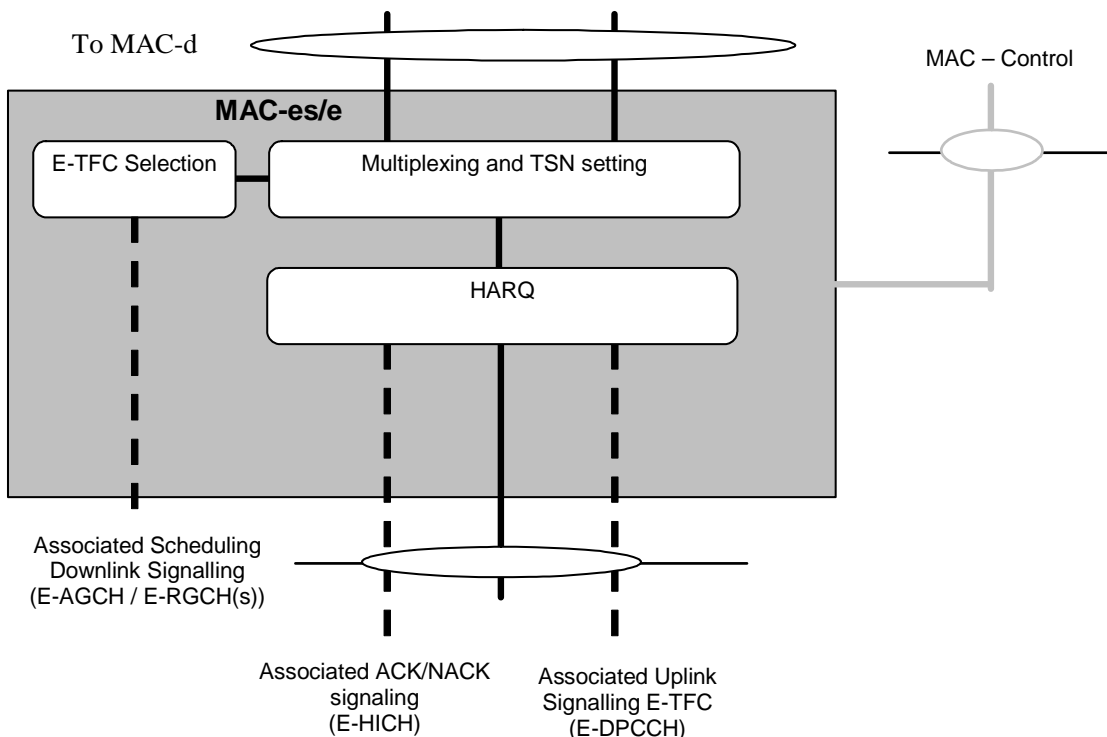 To MAC-d
MAC – Control
MAC-es/e
E-TFC Selection
Multiplexing and TSN setting
HARQ
Associated Scheduling
Downlink Signalling
(E-AGCH / E-RGCH(s))
Associated ACK/NACK
signaling
(E-HICH)
Associated Uplink
Signalling E-TFC
(E-DPCCH)